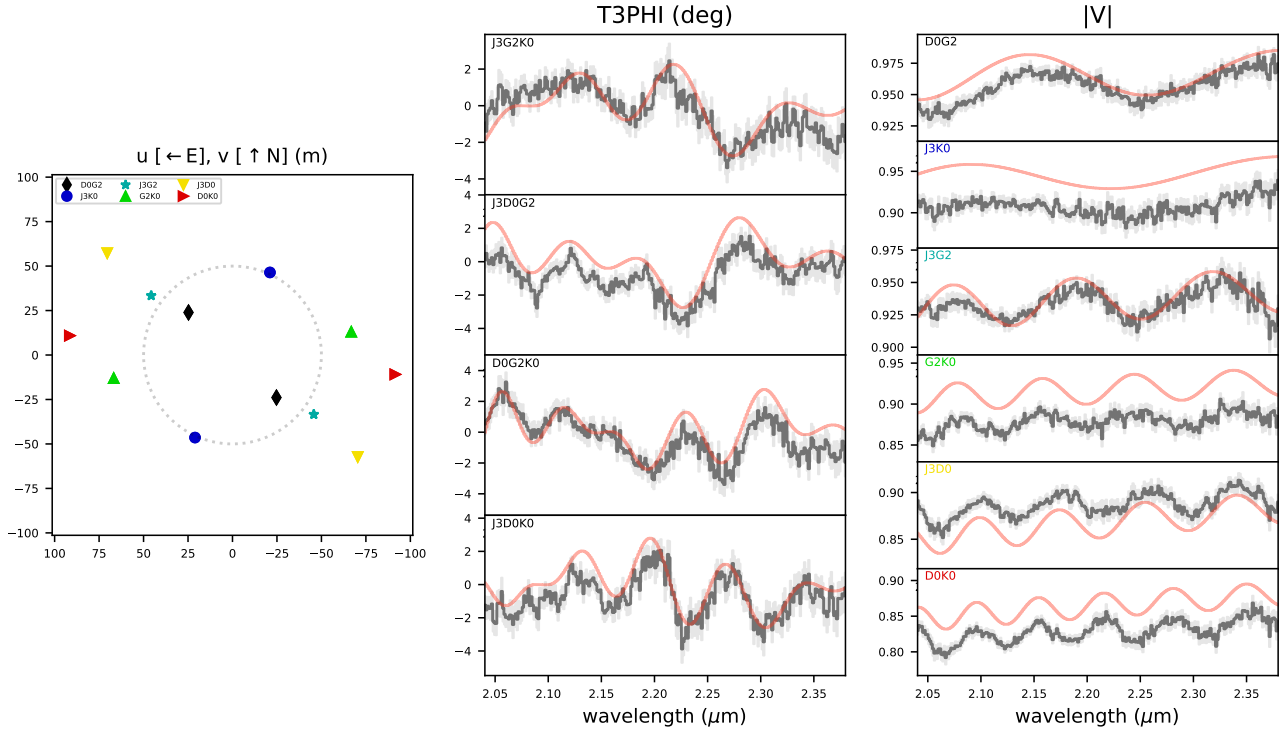 T3PHI (deg)
|V|
u [←E], v [↑N] (m)
D0G2 J3G2 J3D0
J3K0 G2K0 D0K0
100
75
50
25
0
−25
−50
−75
−100
100 75 50 25 0 −25 −50 −75 −100
J3G2K0
2
0
−2
−4
J3D0G2
4
2
0
−2
−4
D0G2K0
4
2
0
−2
−4
J3D0K0
4
2
0
−2
−4
2.05 2.10 2.15 2.20 2.25 2.30 2.35
wavelength (μm)
D0G2
0.975
0.950
0.925
J3K0
0.95
0.90
J3G2
0.975
0.950
0.925
0.900
G2K0
0.95
0.90
0.85
J3D0
0.90
0.85
D0K0
0.90
0.85
0.80
2.05 2.10 2.15 2.20 2.25 2.30 2.35
wavelength (μm)